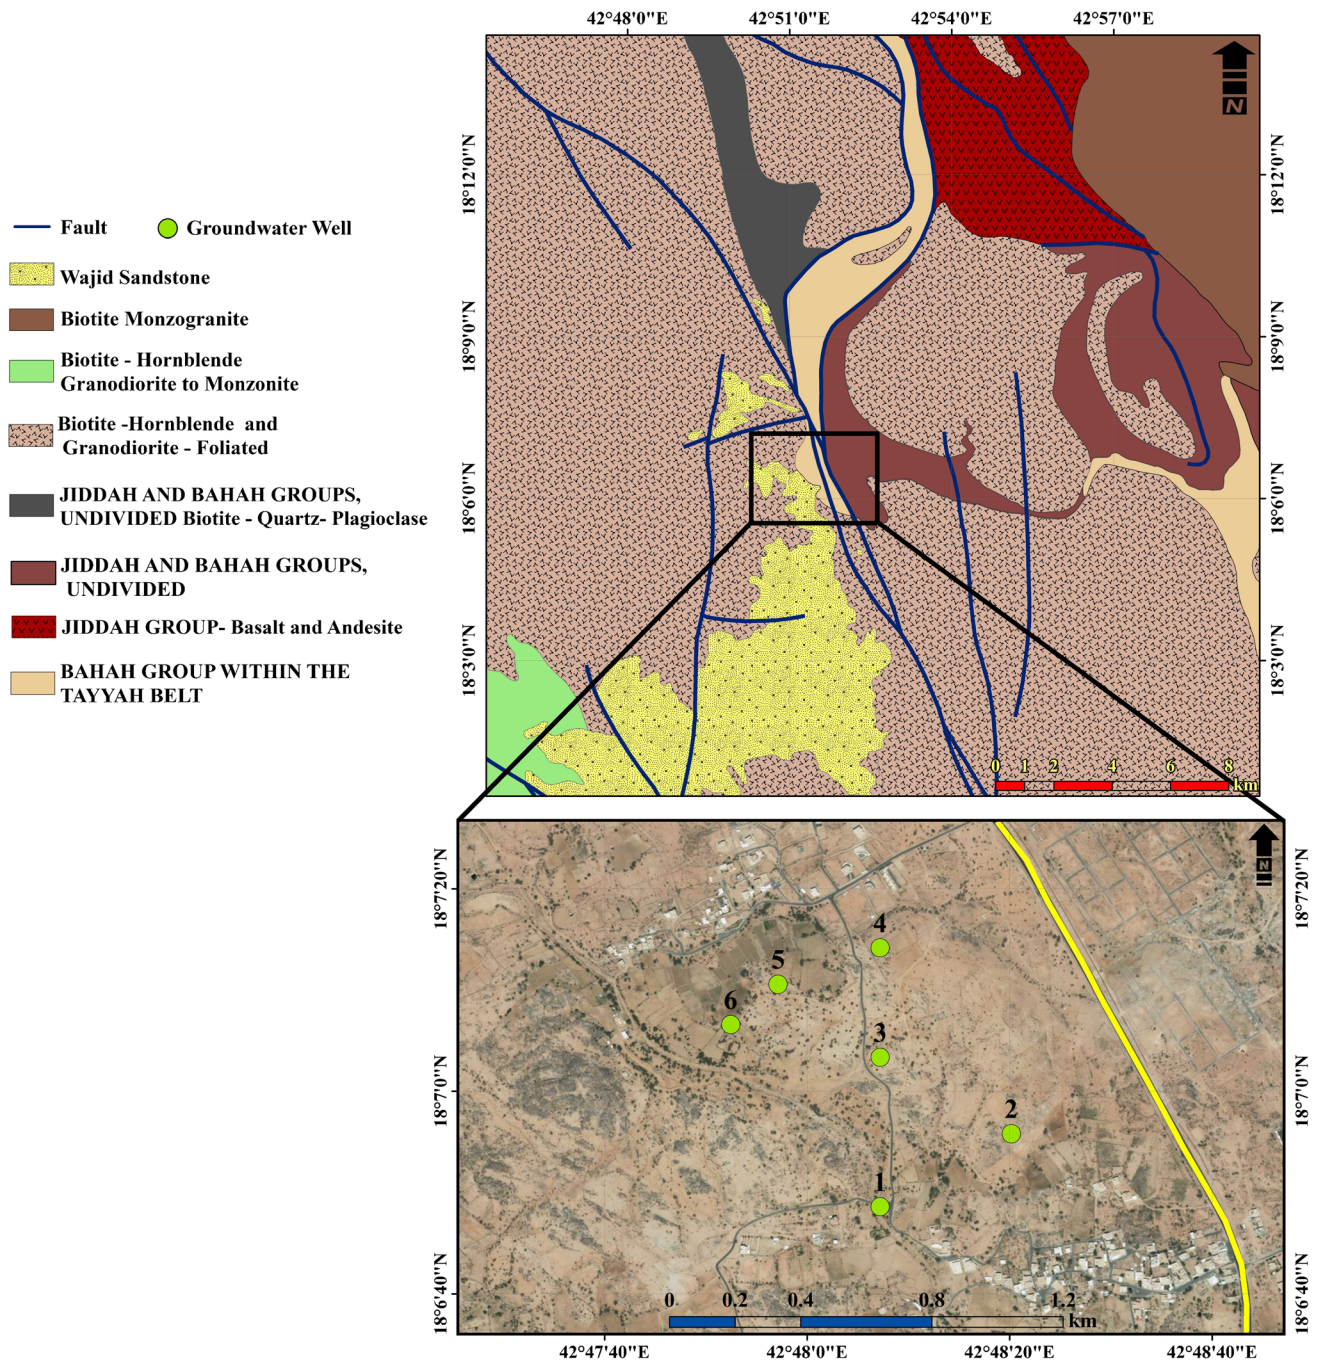 42°48'0"E 42°51'0"E 42°54'0"E 42°57'0"E
N
18°12'0"N 18°12'0"N
18°9'0"N 18°9'0"N
18°6'0"N 18°6'0"N
18°3'0"N 18°3'0"N
Fault Groundwater Well
Wajid Sandstone
Biotite Monzogranite
Biotite - Hornblende
Granodiorite to Monzonite
Biotite -Hornblende and
Granodiorite - Foliated
JIDDAH AND BAHAH GROUPS,
UNDIVIDED Biotite - Quartz- Plagioclase
JIDDAH AND BAHAH GROUPS,
UNDIVIDED
JIDDAH GROUP- Basalt and Andesite
BAHAH GROUP WITHIN THE
TAYYAH BELT
0 1 2 4 6 8
km
N
18°7'20"N 18°7'20"N
18°7'0"N 18°7'0"N
18°6'40"N 18°6'40"N
4
5
6
3
2
1
0 0.2 0.4 0.8 1.2
km
42°47'40"E 42°48'0"E 42°48'20"E 42°48'40"E